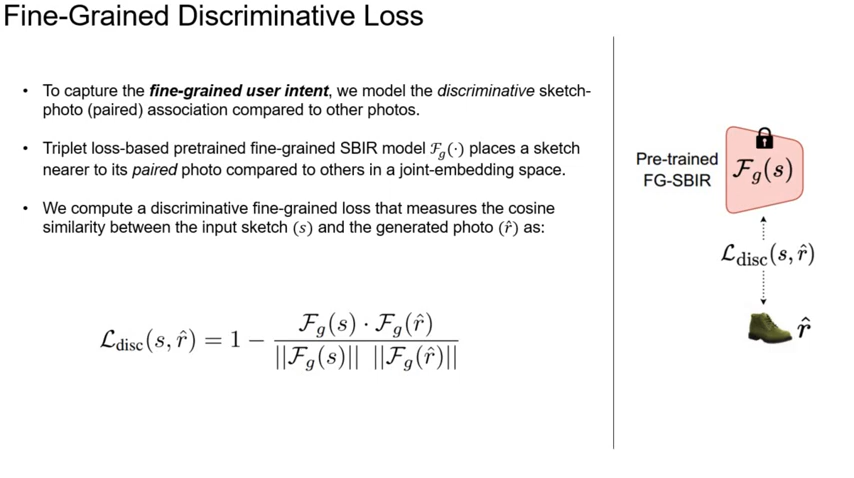 Fine-Grained Discriminative Loss
• To capture the fine-grained user intent, we model the discriminative sketch-
photo (paired) association compared to other photos.
• Triplet loss-based pretrained fine-grained SBIR model ℱg(·) places a sketch
nearer to its paired photo compared to others in a joint-embedding space.
• We compute a discriminative fine-grained loss that measures the cosine
similarity between the input sketch (s) and the generated photo (r̂) as:
ℒdisc(s, r̂) = 1 − ℱg(s) · ℱg(r̂) / ||ℱg(s)|| ||ℱg(r̂)||
Pre-trained
FG-SBIR
ℱg(s)
ℒdisc(s, r̂)
r̂